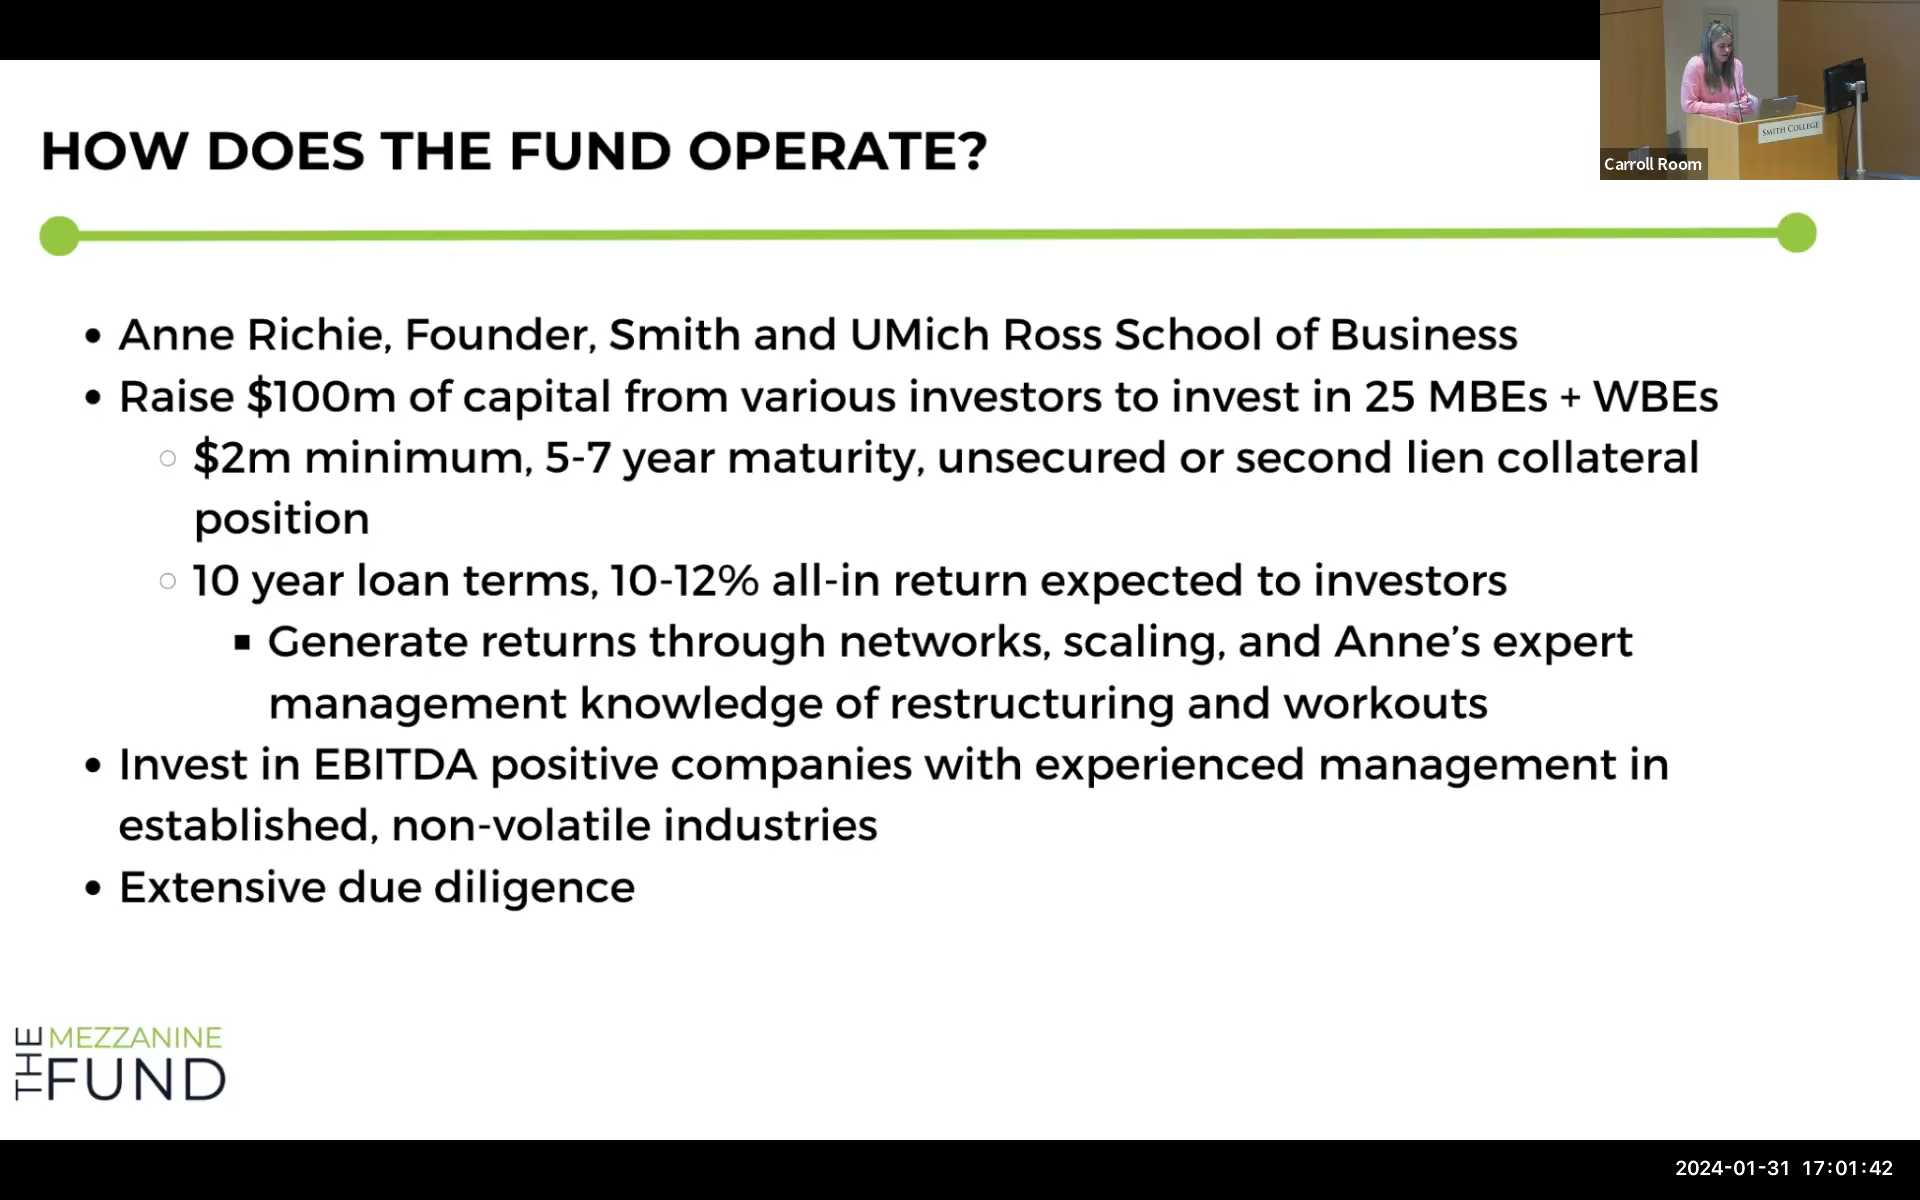 HOW DOES THE FUND OPERATE?
SMITH COLLEGE
Carroll Room
• Anne Richie, Founder, Smith and UMich Ross School of Business
• Raise $100m of capital from various investors to invest in 25 MBEs + WBEs
○ $2m minimum, 5-7 year maturity, unsecured or second lien collateral
position
○ 10 year loan terms, 10-12% all-in return expected to investors
▪ Generate returns through networks, scaling, and Anne’s expert
management knowledge of restructuring and workouts
• Invest in EBITDA positive companies with experienced management in
established, non-volatile industries
• Extensive due diligence
THE MEZZANINE
FUND
2024-01-31 17:01:42